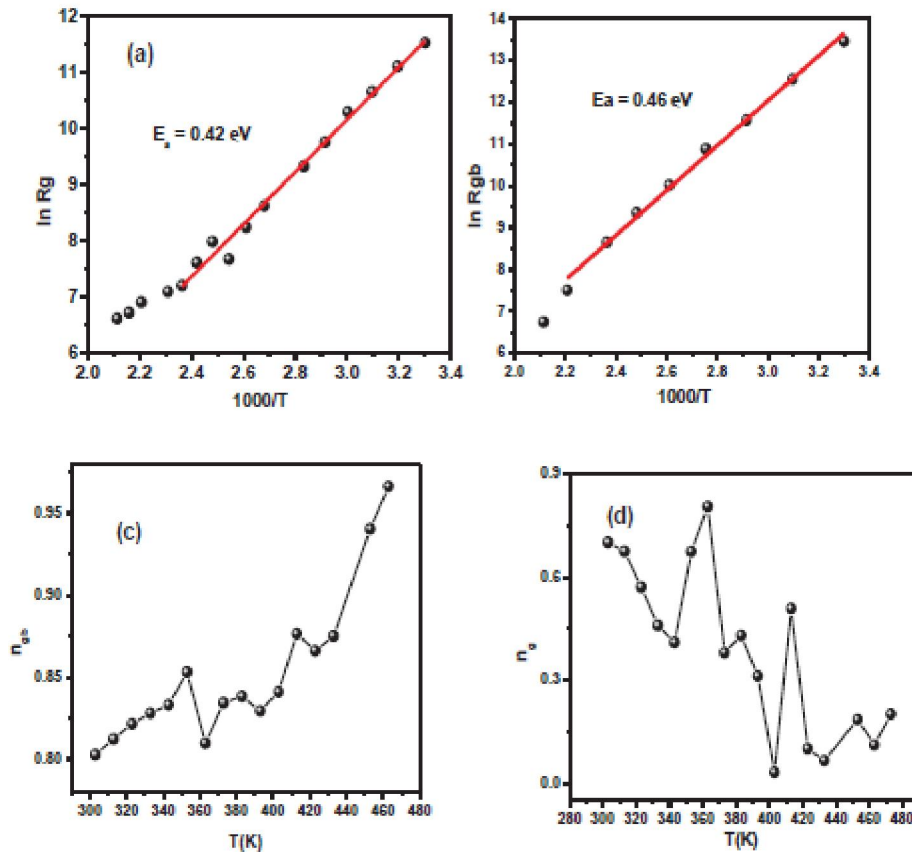 12
11
10
9
8
7
6
(a)
E_a = 0.42 eV
ln Rg
2.0 2.2 2.4 2.6 2.8 3.0 3.2 3.4
1000/T
14
13
12
11
10
9
8
7
6
Ea = 0.46 eV
ln Rgb
2.0 2.2 2.4 2.6 2.8 3.0 3.2 3.4
1000/T
0.95
0.90
0.85
0.80
(c)
n_gb
300 320 340 360 380 400 420 440 460 480
T(K)
0.9
0.6
0.3
0.0
(d)
n_g
280 300 320 340 360 380 400 420 440 460 480
T(K)